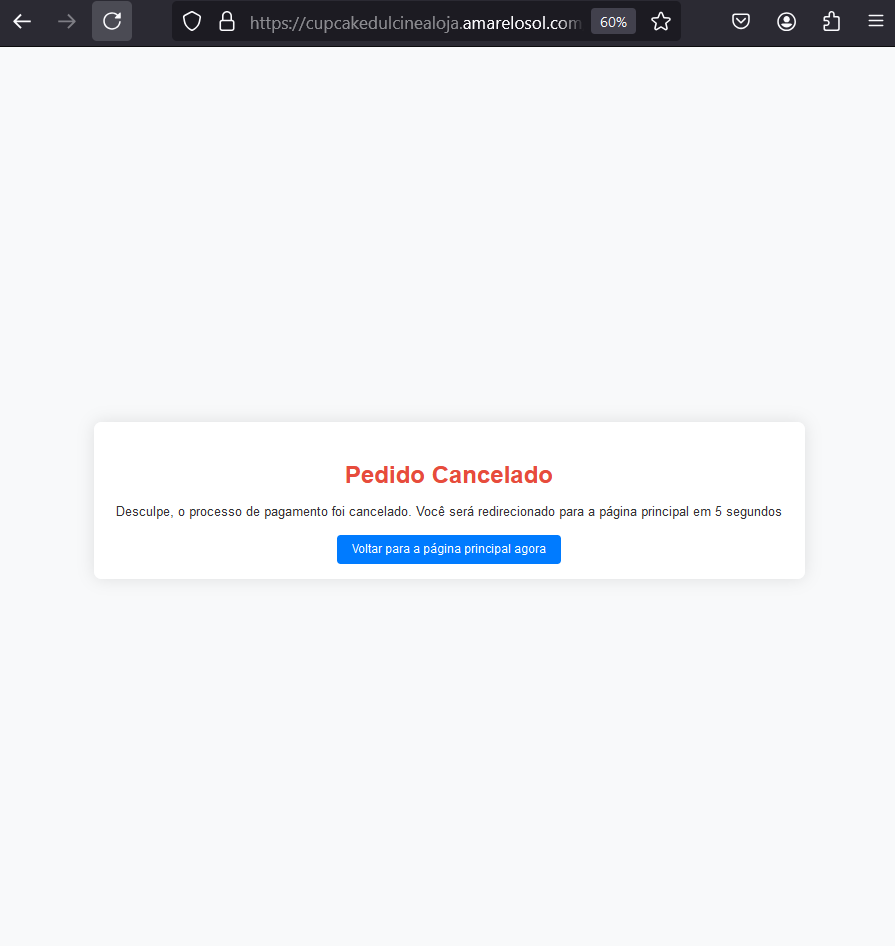 https://cupcakedulcinealoja.amarelosol.com
60%
Pedido Cancelado
Desculpe, o processo de pagamento foi cancelado. Você será redirecionado para a página principal em 5 segundos
Voltar para a página principal agora